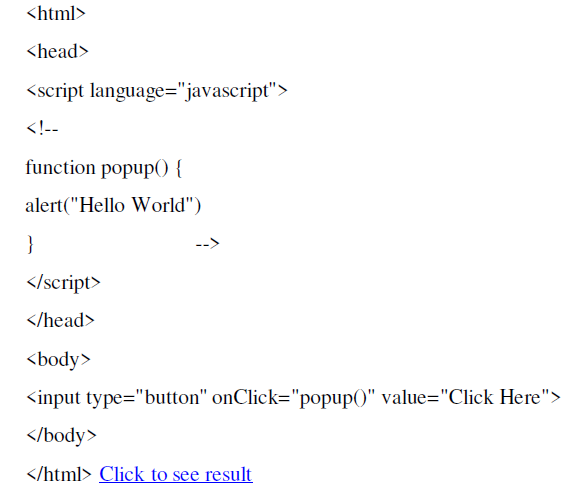 <html>
<head>
<script language="javascript">
<!--
function popup() {
alert("Hello World")
} -->
</script>
</head>
<body>
<input type="button" onClick="popup()" value="Click Here">
</body>
</html> Click to see result